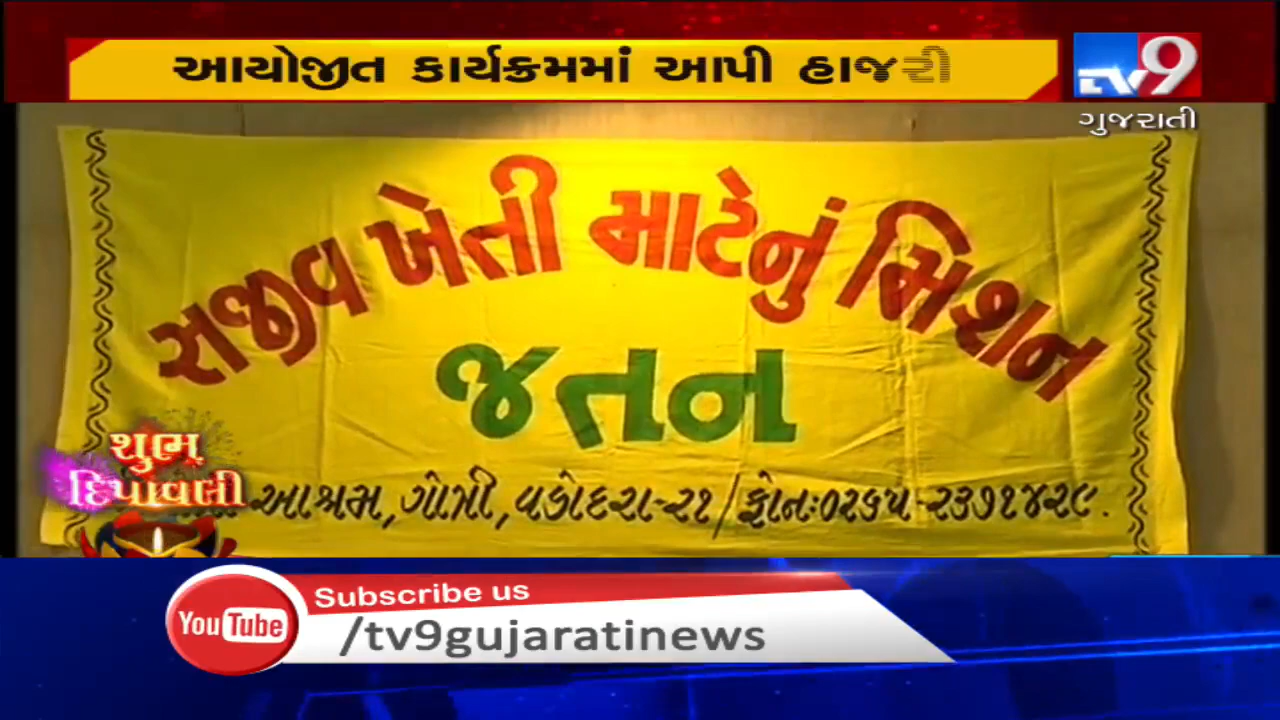 આયોજીત કાર્યક્રમમાં આપી હાજરી
tv9
ગુજરાતી
સજીવ ખેતી માટેનું મિશન
જતન
આશ્રમ, ગોત્રી, વડોદરા-૨૧ / ફોન:૦૨૬૫-૨૩૭૧૪૨૯.
શુભ
દિપાવલી
Subscribe us
YouTube
/tv9gujaratinews